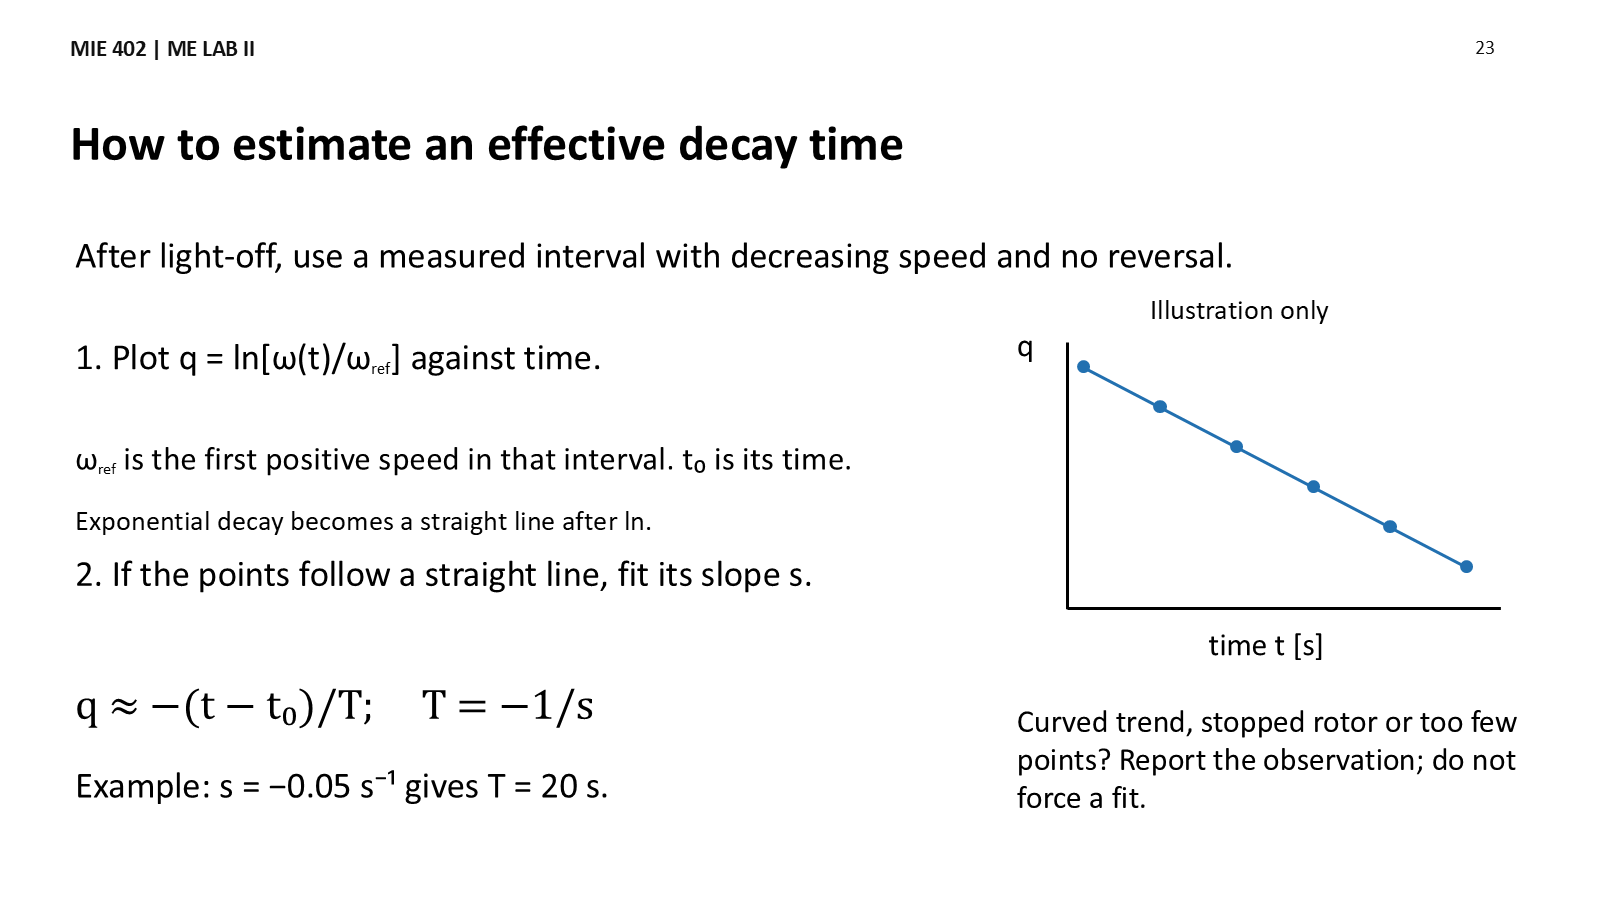 MIE 402 | ME LAB II
23
How to estimate an effective decay time
After light-off, use a measured interval with decreasing speed and no reversal.
1. Plot q = ln[ω(t)/ω_ref] against time.
ω_ref is the first positive speed in that interval. t₀ is its time.
Exponential decay becomes a straight line after ln.
2. If the points follow a straight line, fit its slope s.
q ≈ −(t − t₀)/T; T = −1/s
Example: s = −0.05 s⁻¹ gives T = 20 s.
Illustration only
q
time t [s]
Curved trend, stopped rotor or too few
points? Report the observation; do not
force a fit.